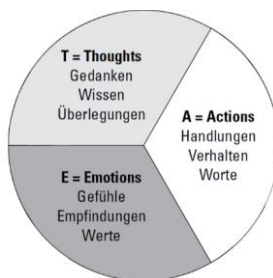 T = Thoughts
Gedanken
Wissen
Überlegungen
A = Actions
Handlungen
Verhalten
Worte
E = Emotions
Gefühle
Empfindungen
Werte